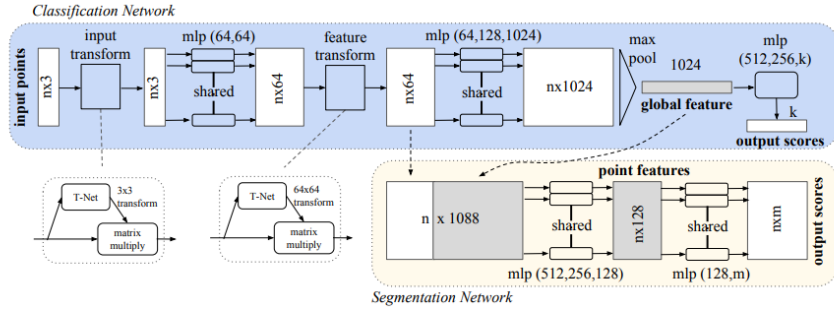 Classification Network
input points
nx3
input
transform
nx3
mlp (64,64)
shared
nx64
feature
transform
nx64
mlp (64,128,1024)
shared
nx1024
max
pool
1024
global feature
mlp
(512,256,k)
k
output scores
T-Net
3x3
transform
matrix
multiply
T-Net
64x64
transform
matrix
multiply
point features
n x 1088
shared
mlp (512,256,128)
nx128
shared
mlp (128,m)
nxm
output scores
Segmentation Network